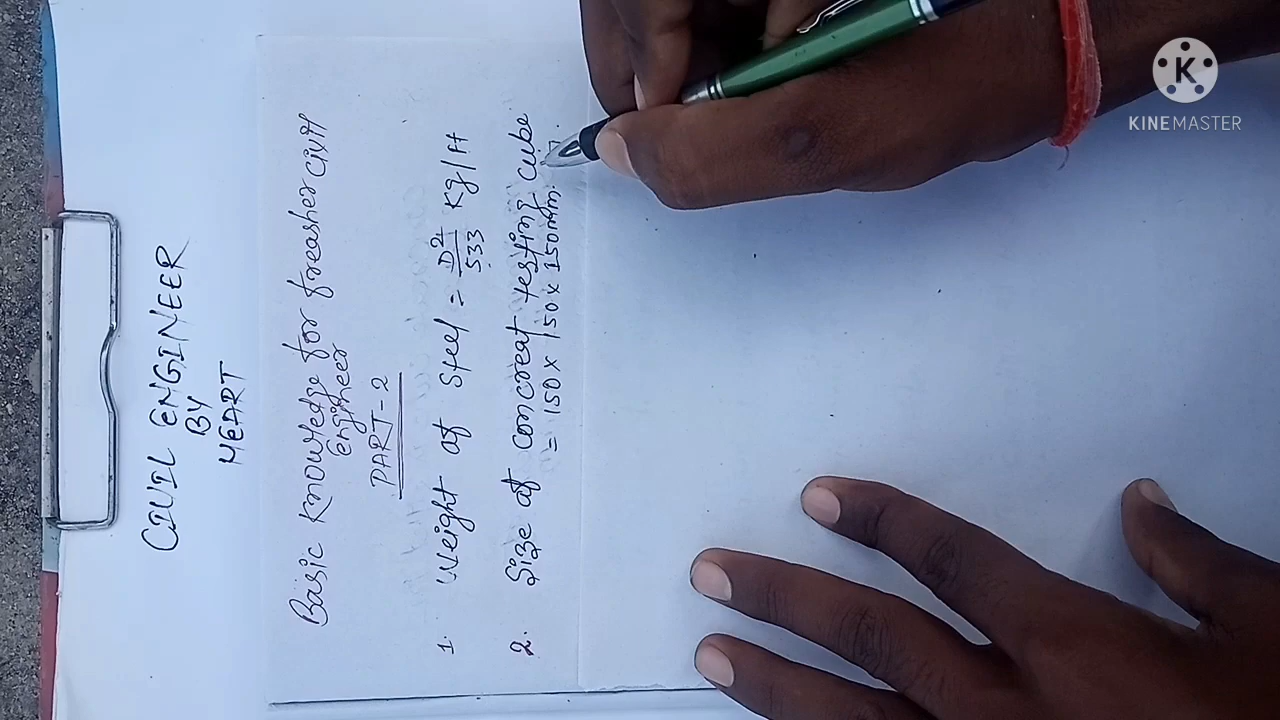 CIVIL ENGINEER
BY
HEART
Basic Knowledge for freasher civil
engineer
PART-2
1. Weight of steel = D²/533 kg/ft
2. Size of concreat testing cube
= 150 x 150 x 150mm.
K
KINEMASTER